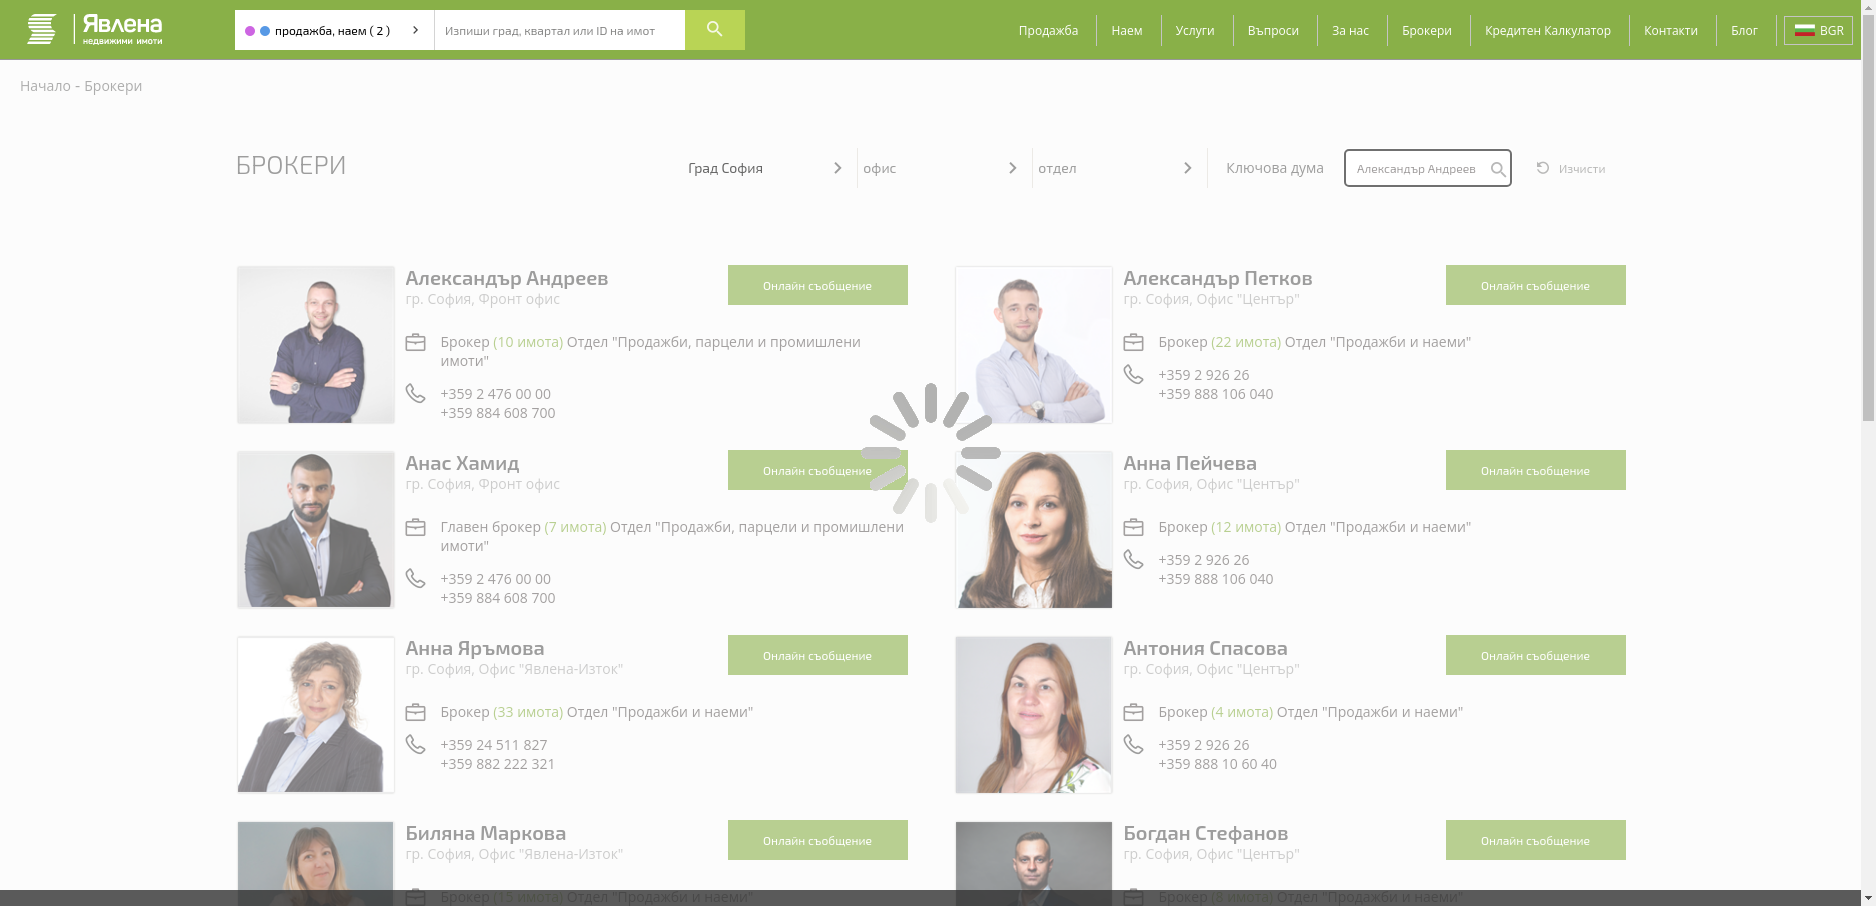 Явлена
недвижими имоти
продажба, наем ( 2 )
Изпиши град, квартал или ID на имот
Продажба
Наем
Услуги
Въпроси
За нас
Брокери
Кредитен Калкулатор
Контакти
Блог
BGR
Начало - Брокери
БРОКЕРИ
Град София
офис
отдел
Ключова дума
Александър Андреев
Изчисти
Александър Андреев
гр. София, Фронт офис
Онлайн съобщение
Брокер (10 имота) Отдел "Продажби, парцели и промишлени
имоти"
+359 2 476 00 00
+359 884 608 700
Александър Петков
гр. София, Офис "Център"
Онлайн съобщение
Брокер (22 имота) Отдел "Продажби и наеми"
+359 2 926 26
+359 888 106 040
Анас Хамид
гр. София, Фронт офис
Онлайн съобщение
Главен брокер (7 имота) Отдел "Продажби, парцели и промишлени
имоти"
+359 2 476 00 00
+359 884 608 700
Анна Пейчева
гр. София, Офис "Център"
Онлайн съобщение
Брокер (12 имота) Отдел "Продажби и наеми"
+359 2 926 26
+359 888 106 040
Анна Яръмова
гр. София, Офис "Явлена-Изток"
Онлайн съобщение
Брокер (33 имота) Отдел "Продажби и наеми"
+359 24 511 827
+359 882 222 321
Антония Спасова
гр. София, Офис "Център"
Онлайн съобщение
Брокер (4 имота) Отдел "Продажби и наеми"
+359 2 926 26
+359 888 10 60 40
Биляна Маркова
гр. София, Офис "Явлена-Изток"
Онлайн съобщение
Брокер (15 имота) Отдел "Продажби и наеми"
Богдан Стефанов
гр. София, Офис "Център"
Онлайн съобщение
Брокер (8 имота) Отдел "Продажби и наеми"